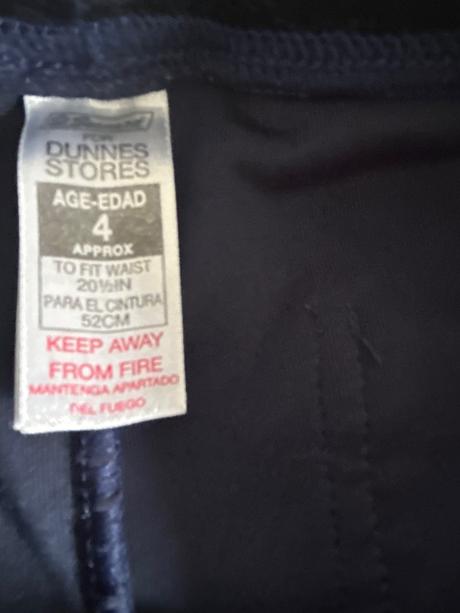 FOR
DUNNES
STORES
AGE-EDAD
4
APPROX
TO FIT WAIST
20½IN
PARA EL CINTURA
52CM
KEEP AWAY
FROM FIRE
MANTENGA APARTADO
DEL FUEGO